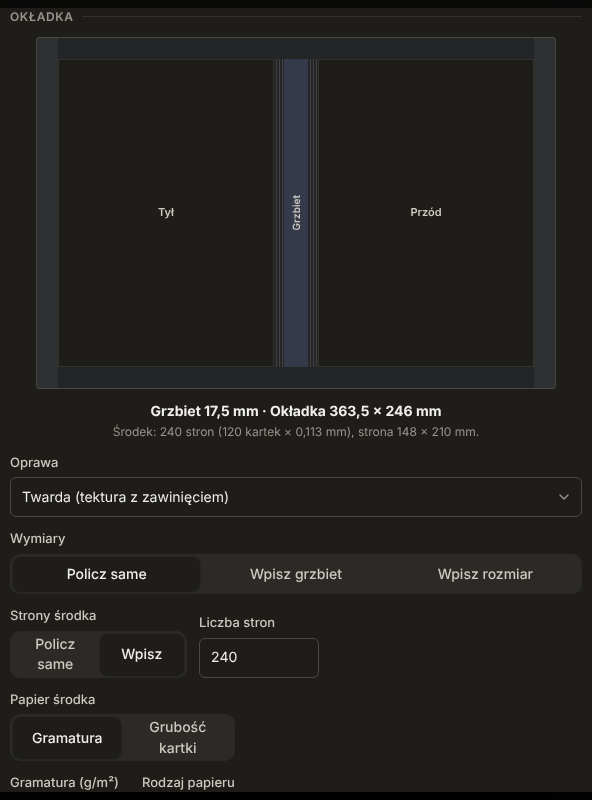 OKŁADKA
Tył
Grzbiet
Przód
Grzbiet 17,5 mm · Okładka 363,5 × 246 mm
Środek: 240 stron (120 kartek × 0,113 mm), strona 148 × 210 mm.
Oprawa
Twarda (tektura z zawinięciem)
Wymiary
Policz same
Wpisz grzbiet
Wpisz rozmiar
Strony środka
Liczba stron
Policz
same
Wpisz
240
Papier środka
Gramatura
Grubość
kartki
Gramatura (g/m²)
Rodzaj papieru